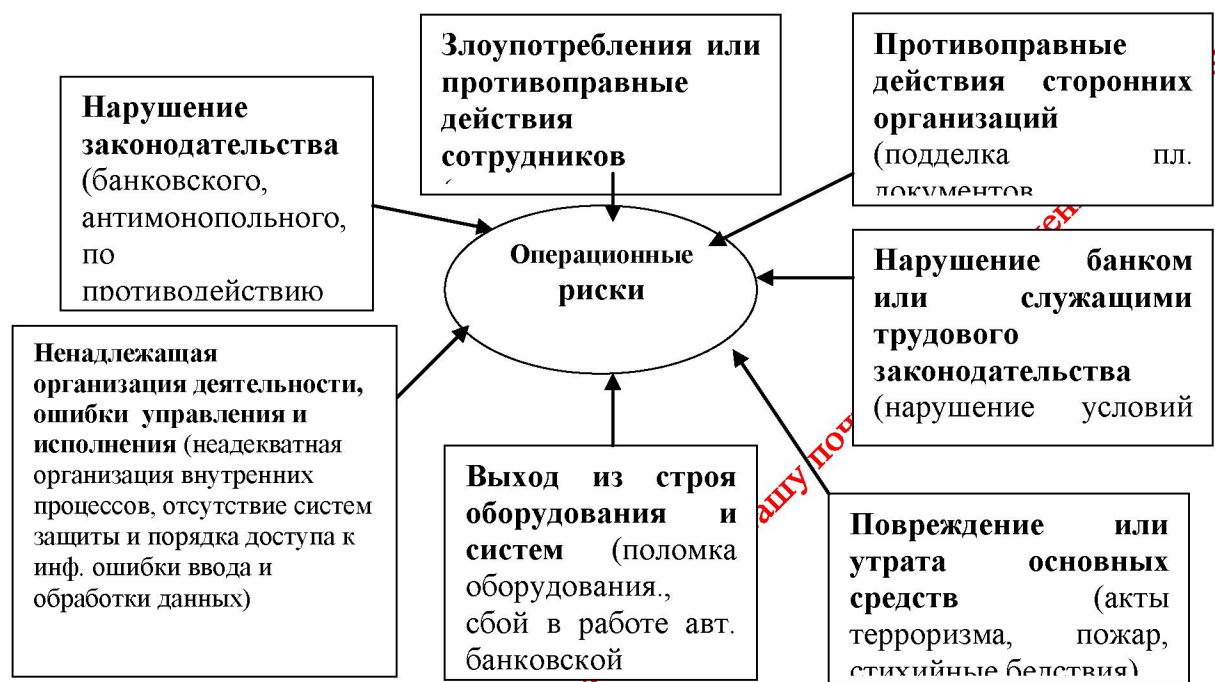 Злоупотребления или
противоправные
действия
сотрудников
Противоправные
действия сторонних
организаций
(подделка пл.
документов
Нарушение
законодательства
(банковского,
антимонопольного,
по
противодействию
Операционные
риски
Нарушение банком
или служащими
трудового
законодательства
(нарушение условий
Ненадлежащая
организация деятельности,
ошибки управления и
исполнения (неадекватная
организация внутренних
процессов, отсутствие систем
защиты и порядка доступа к
инф. ошибки ввода и
обработки данных)
Выход из строя
оборудования и
систем (поломка
оборудования.,
сбой в работе авт.
банковской
Повреждение или
утрата основных
средств (акты
терроризма, пожар,
стихийные бедствия)